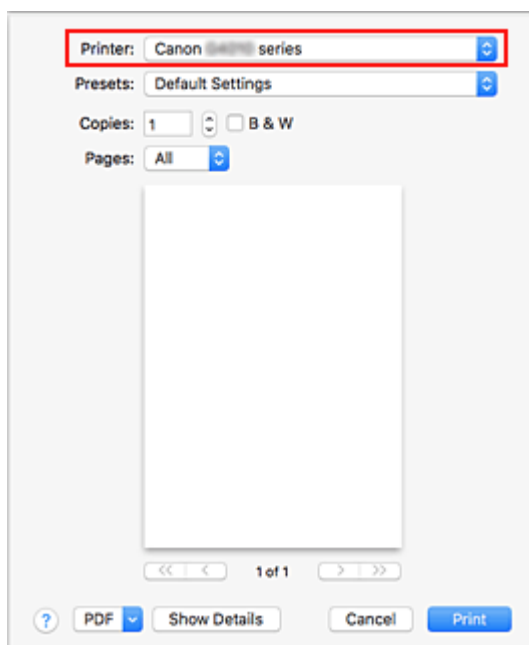 Printer: Canon series
Presets: Default Settings
Copies: 1 B & W
Pages: All
<< < 1 of 1 > >>
? PDF Show Details Cancel Print